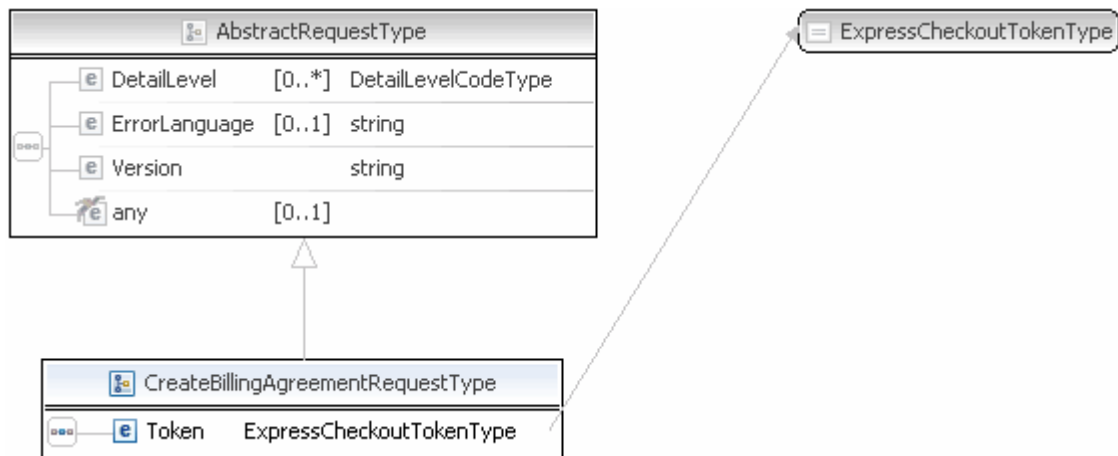 AbstractRequestType
e DetailLevel [0..*] DetailLevelCodeType
e ErrorLanguage [0..1] string
e Version string
e any [0..1]
ExpressCheckoutTokenType
CreateBillingAgreementRequestType
e Token ExpressCheckoutTokenType